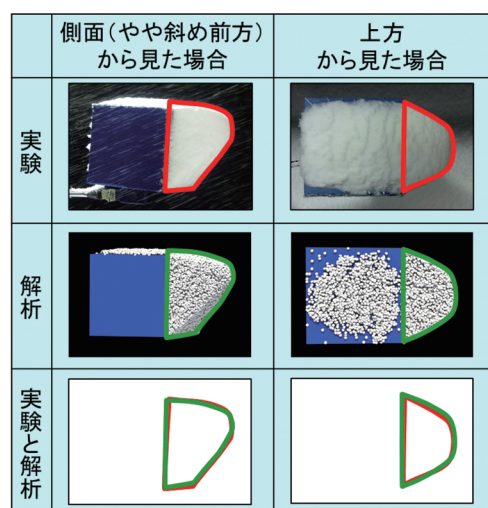 側面（やや斜め前方）
から見た場合
上方
から見た場合
実験
解析
実験と解析